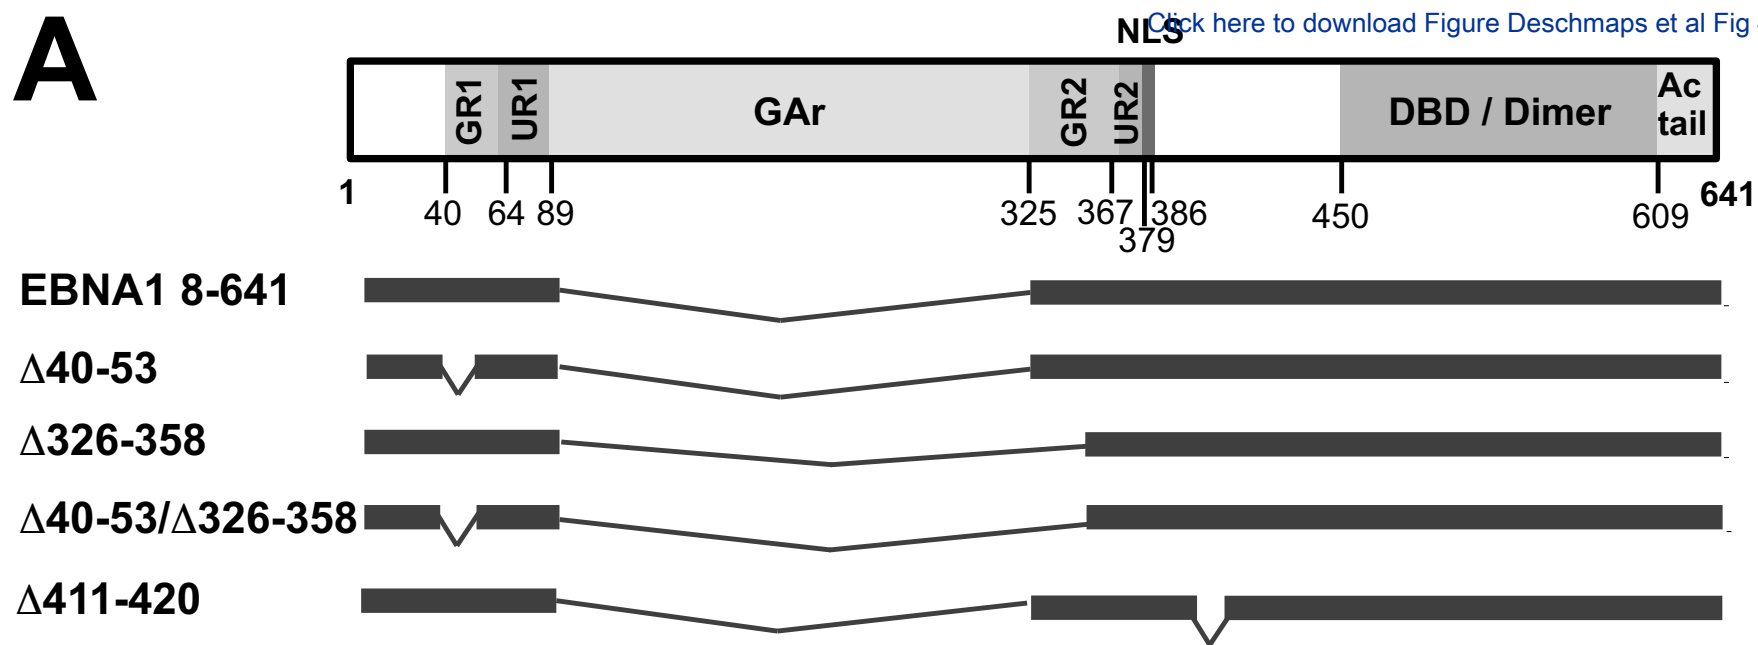 A
NLS
Click here to download Figure Deschmaps et al Fig
GR1 UR1 GAr GR2 UR2 DBD / Dimer Ac
tail
1 40 64 89 325 367 386 450 609 641
379
EBNA1 8-641
Δ40-53
Δ326-358
Δ40-53/Δ326-358
Δ411-420